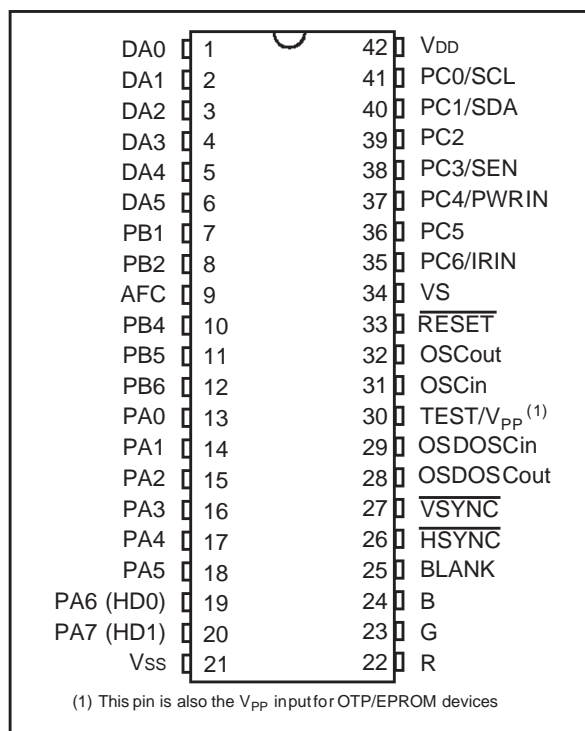 DA0 1 42 VDD
DA1 2 41 PC0/SCL
DA2 3 40 PC1/SDA
DA3 4 39 PC2
DA4 5 38 PC3/SEN
DA5 6 37 PC4/PWRIN
PB1 7 36 PC5
PB2 8 35 PC6/IRIN
AFC 9 34 VS
PB4 10 33 RESET
PB5 11 32 OSCout
PB6 12 31 OSCin
PA0 13 30 TEST/VPP (1)
PA1 14 29 OSDOSCin
PA2 15 28 OSDOSCout
PA3 16 27 VSYNC
PA4 17 26 HSYNC
PA5 18 25 BLANK
PA6 (HD0) 19 24 B
PA7 (HD1) 20 23 G
VSS 21 22 R
(1) This pin is also the VPP input for OTP/EPROM devices